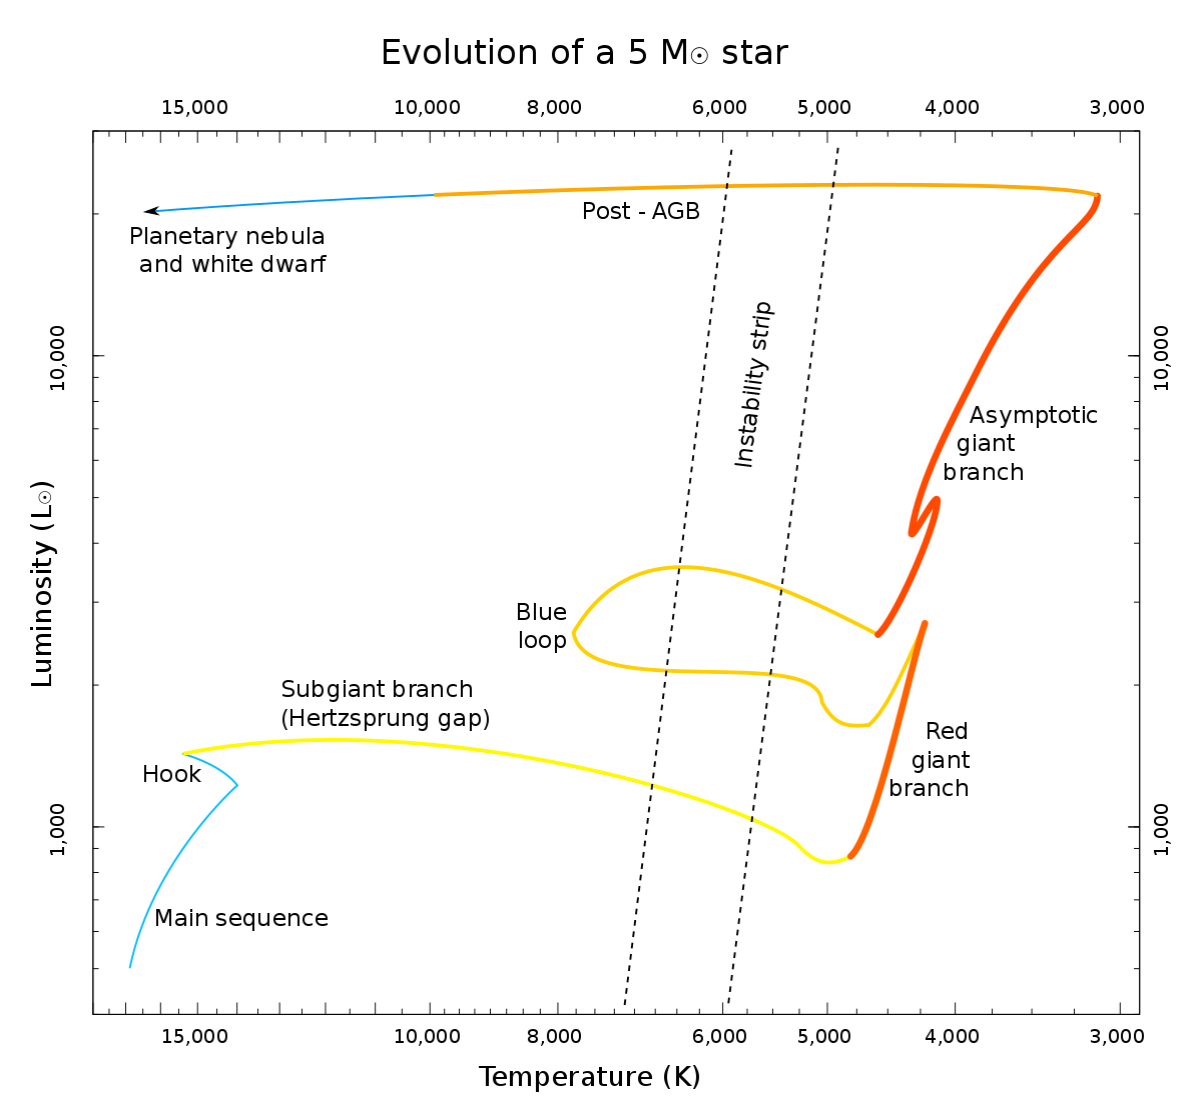 Evolution of a 5 M☉ star
15,000 10,000 8,000 6,000 5,000 4,000 3,000
Post - AGB
Planetary nebula
and white dwarf
Instability strip
10,000
10,000
Asymptotic
giant
branch
Luminosity (L☉)
Blue
loop
Subgiant branch
(Hertzsprung gap)
Red
giant
branch
Hook
1,000
1,000
Main sequence
15,000 10,000 8,000 6,000 5,000 4,000 3,000
Temperature (K)